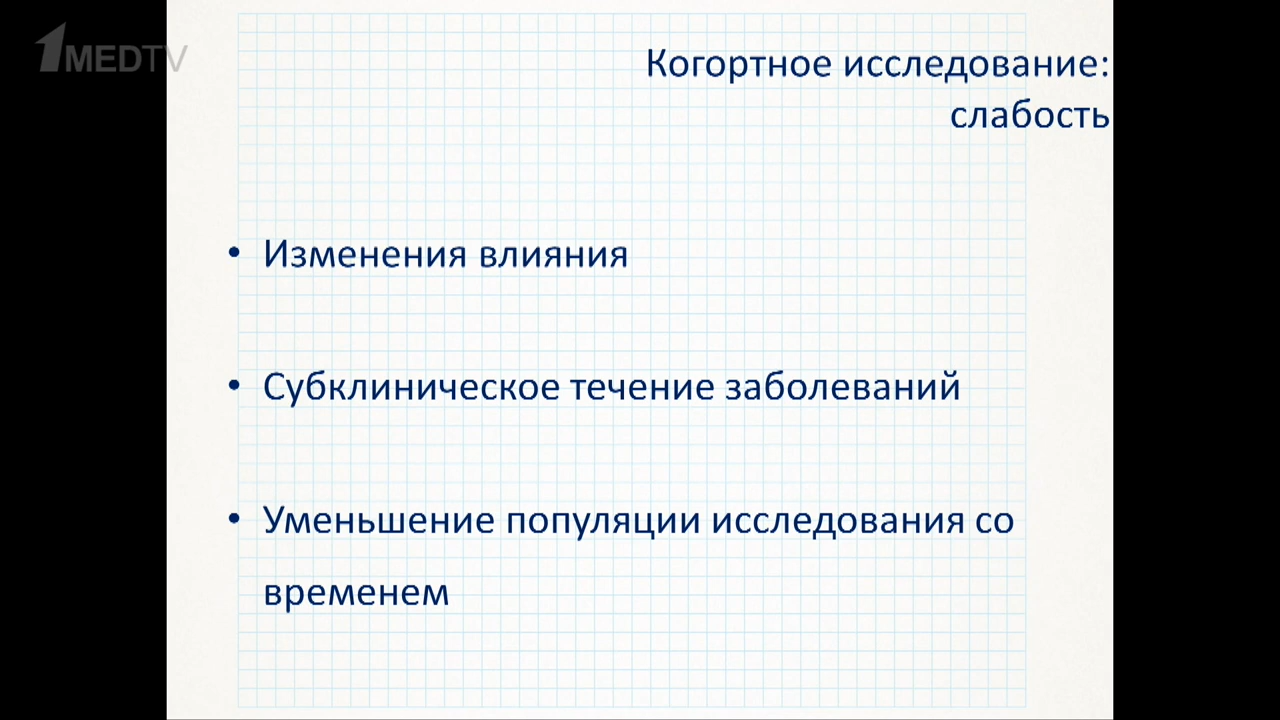 1MEDTV
Когортное исследование:
слабость
• Изменения влияния
• Субклиническое течение заболеваний
• Уменьшение популяции исследования со
временем